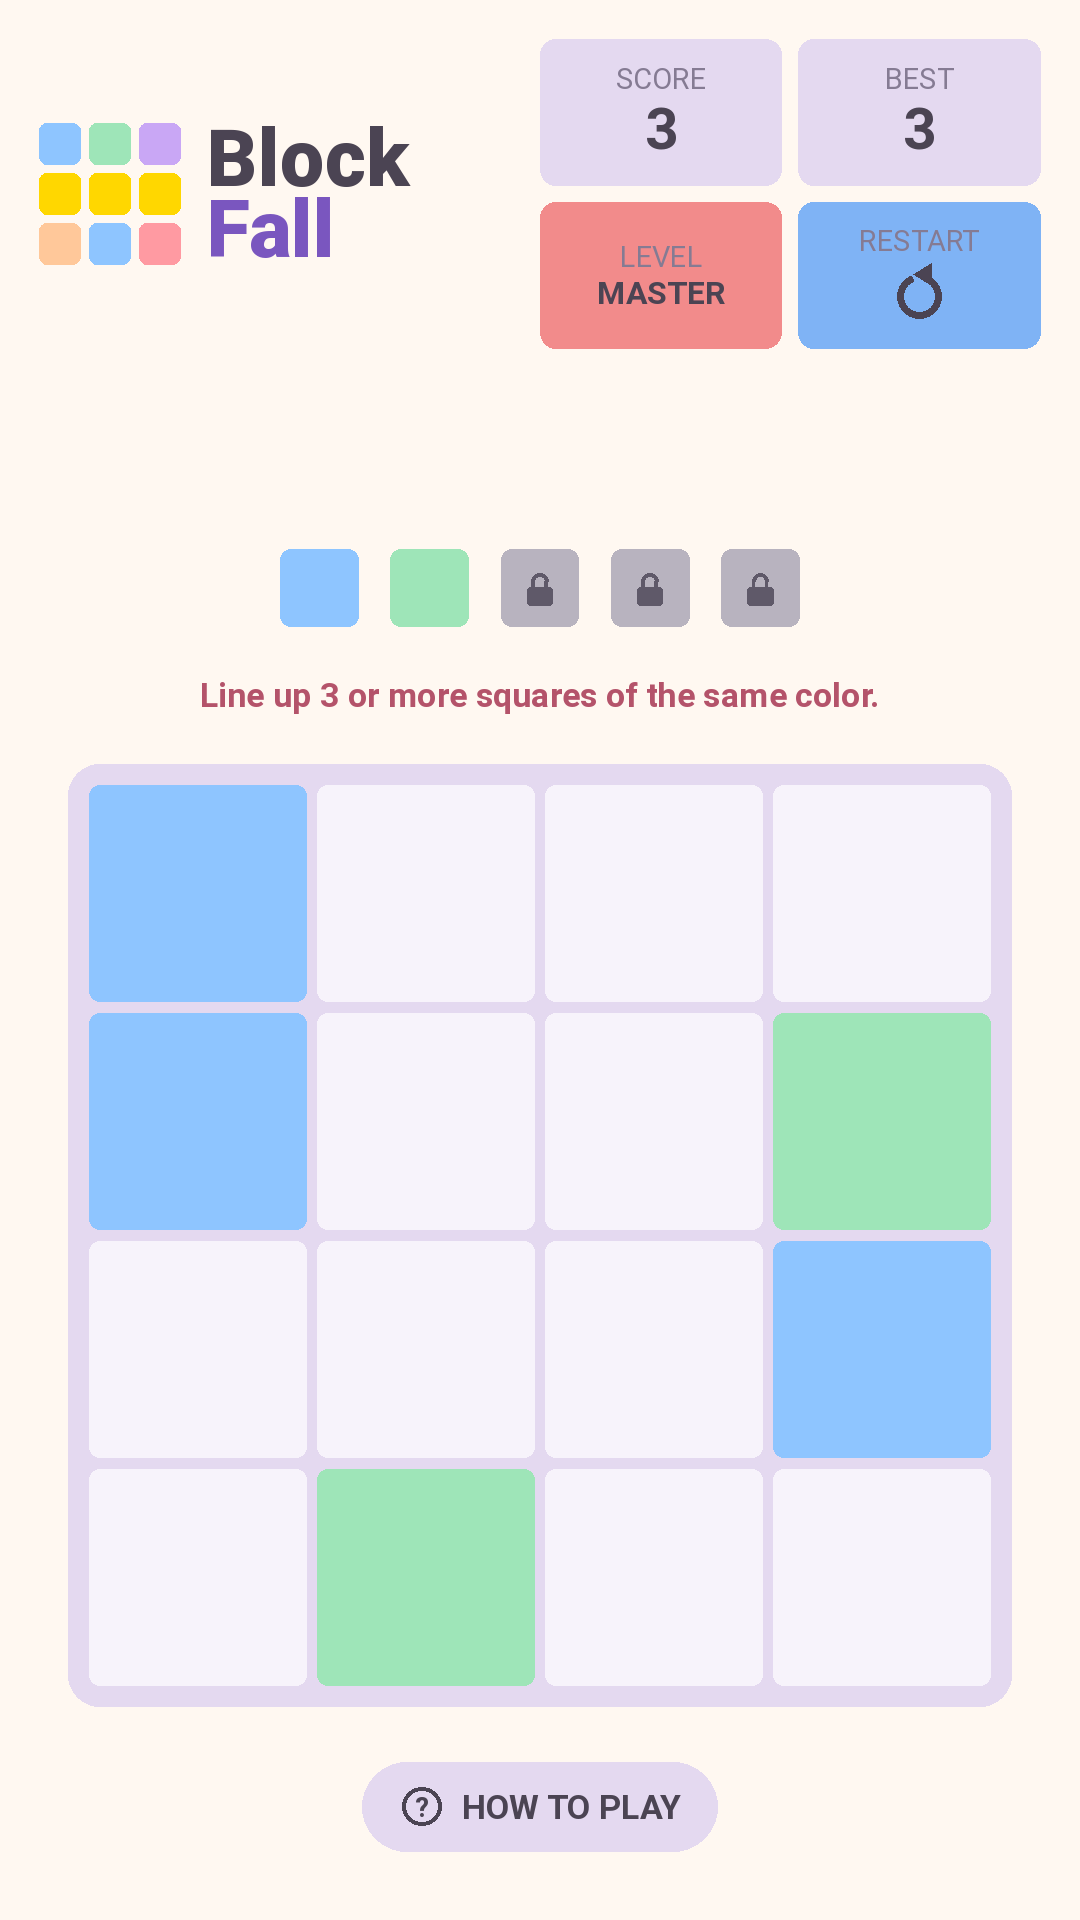 Block
Fall
SCORE
3
BEST
3
LEVEL
MASTER
RESTART
Line up 3 or more squares of the same color.
? HOW TO PLAY